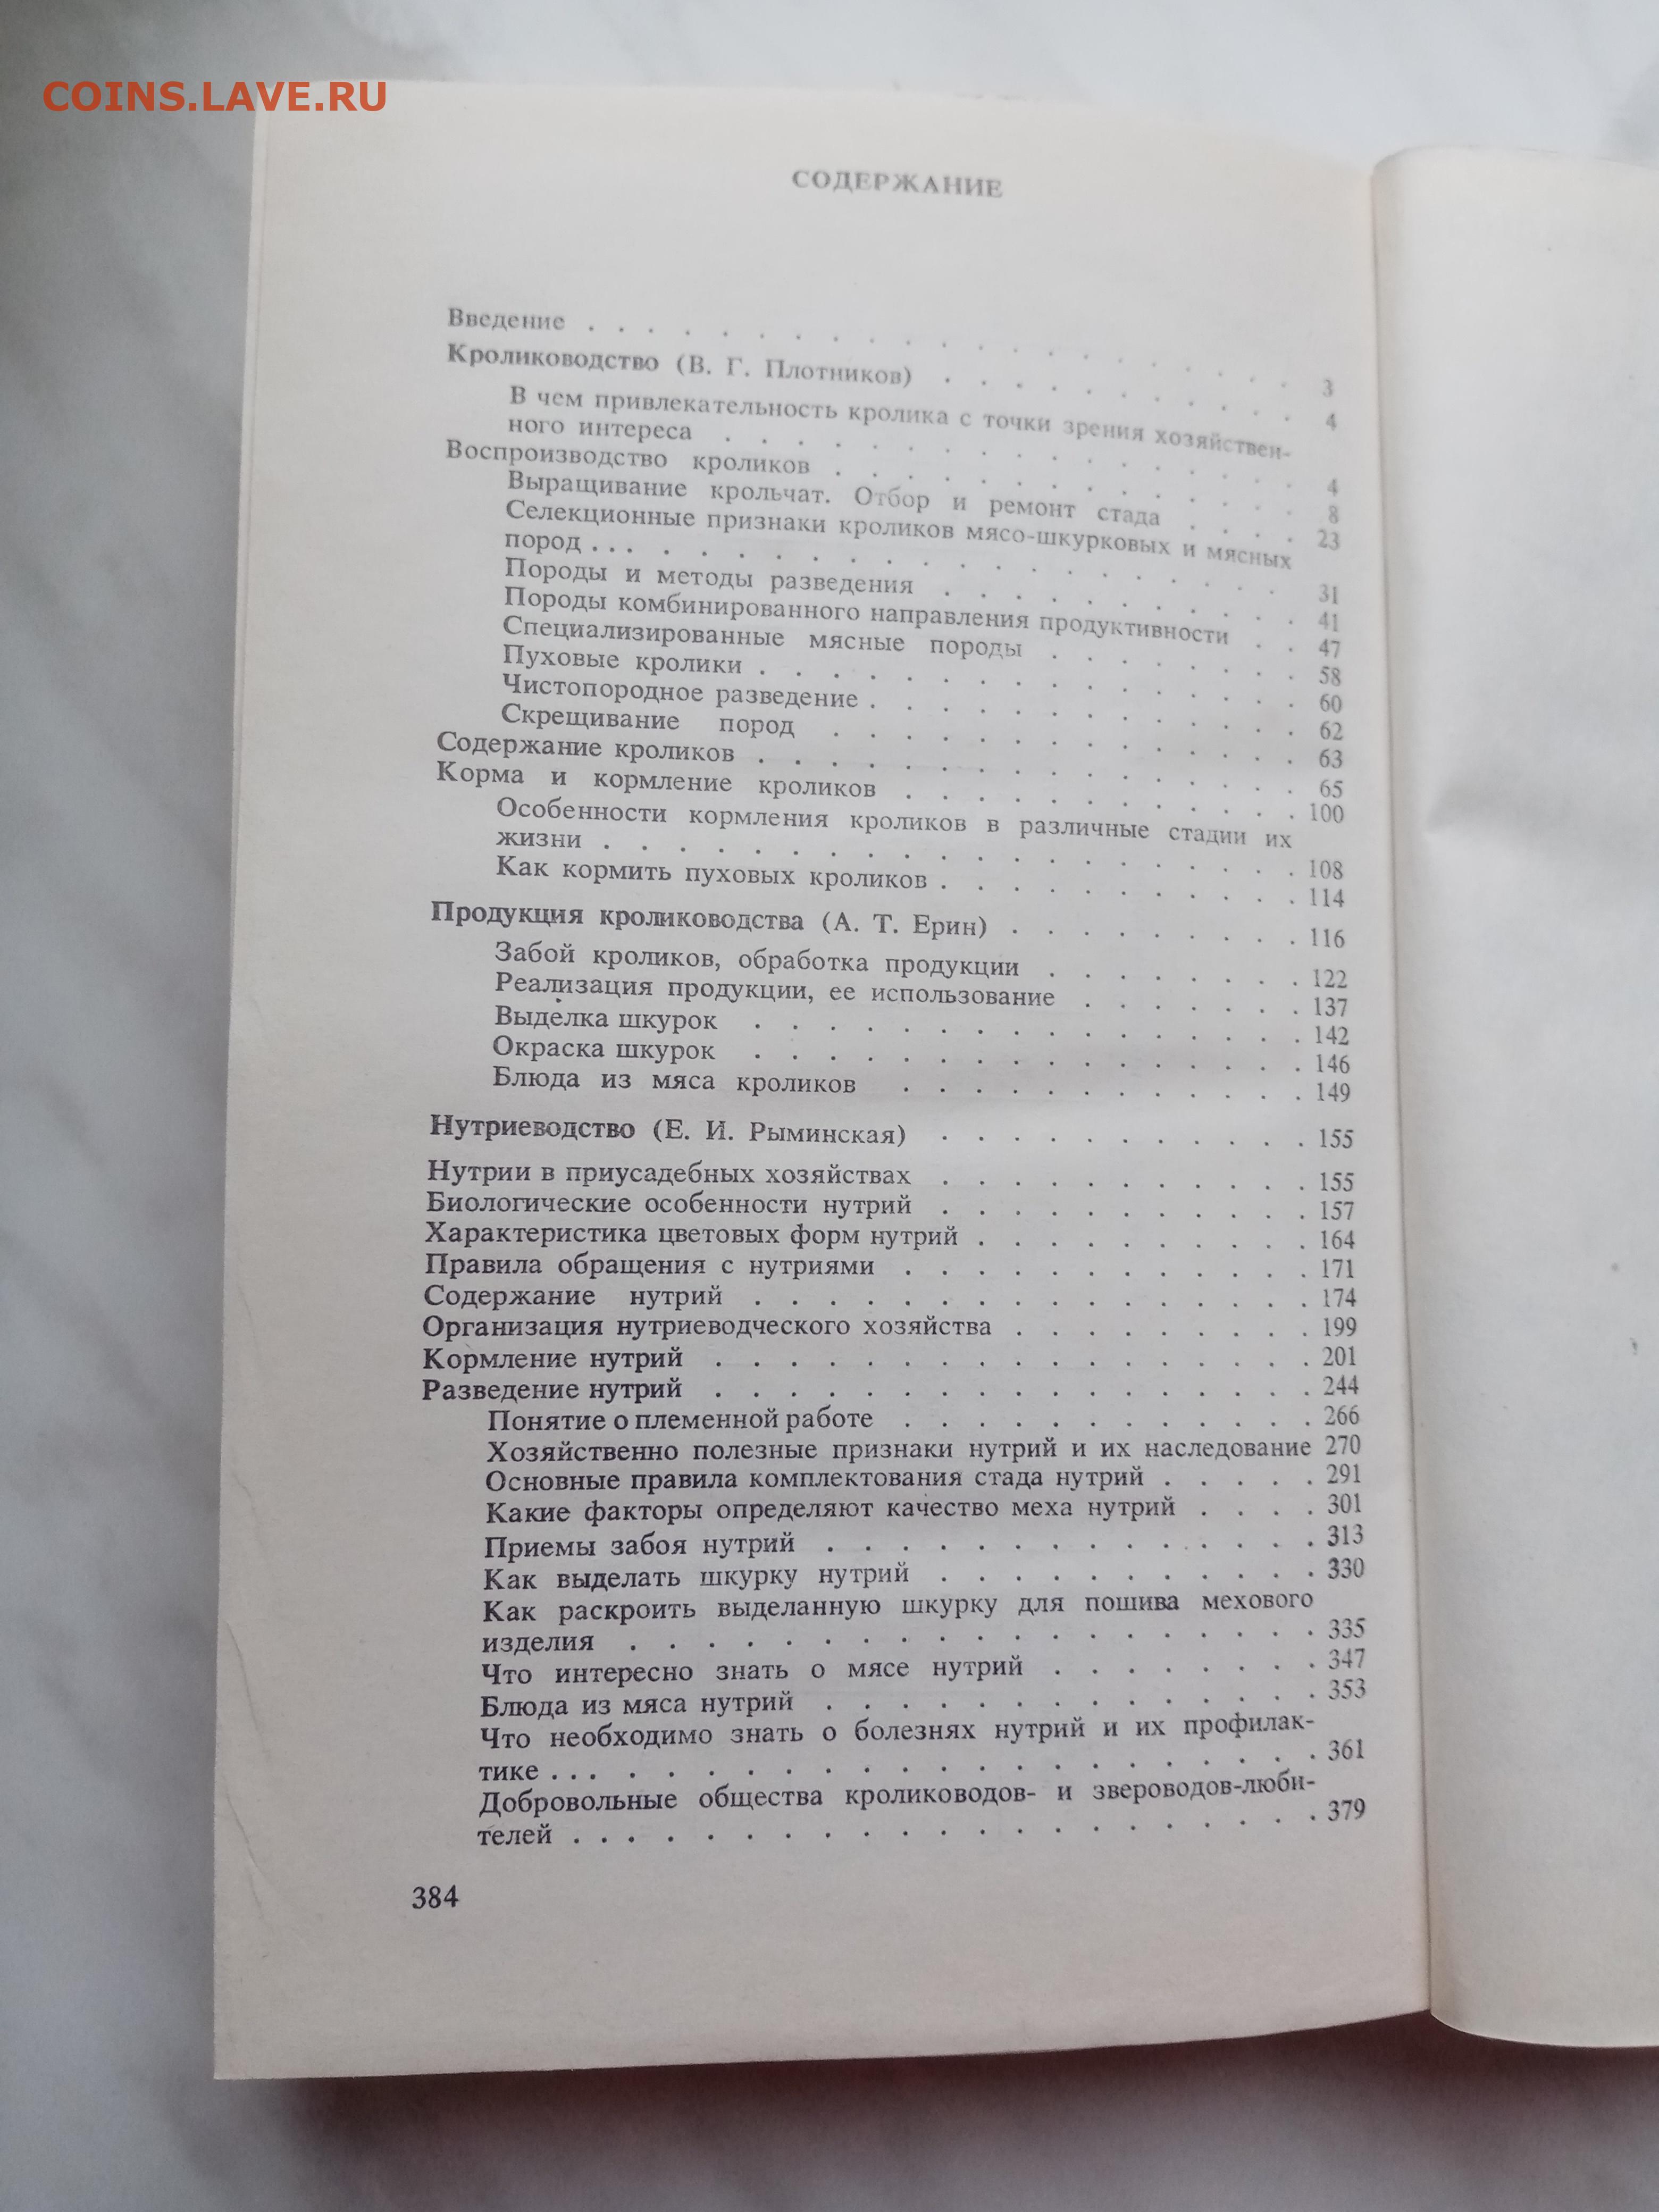 COINS.LAVE.RU
СОДЕРЖАНИЕ
Введение . . . . . . . . . . . . . . . . . 3
Кролиководство (В. Г. Плотников) . . . . . . . . . . 4
В чем привлекательность кролика с точки зрения хозяйствен-
ного интереса . . . . . . . . . . . . . . 4
Воспроизводство кроликов . . . . . . . . . . . 8
Выращивание крольчат. Отбор и ремонт стада . . . . 23
Селекционные признаки кроликов мясо-шкурковых и мясных
пород . . . . . . . . . . . . . . . . 31
Породы и методы разведения . . . . . . . . . . 41
Породы комбинированного направления продуктивности . . 47
Специализированные мясные породы . . . . . . . 58
Пуховые кролики . . . . . . . . . . . . . 60
Чистопородное разведение . . . . . . . . . . . 62
Скрещивание пород . . . . . . . . . . . . 63
Содержание кроликов . . . . . . . . . . . . . 65
Корма и кормление кроликов . . . . . . . . . . . 100
Особенности кормления кроликов в различные стадии их
жизни . . . . . . . . . . . . . . . . 108
Как кормить пуховых кроликов . . . . . . . . . . 114
Продукция кролиководства (А. Т. Ерин) . . . . . . . . 116
Забой кроликов, обработка продукции . . . . . . . 122
Реализация продукции, ее использование . . . . . . 137
Выделка шкурок . . . . . . . . . . . . . . 142
Окраска шкурок . . . . . . . . . . . . . . 146
Блюда из мяса кроликов . . . . . . . . . . . 149
Нутриеводство (Е. И. Рыминская) . . . . . . . . . . 155
Нутрии в приусадебных хозяйствах . . . . . . . . . . 155
Биологические особенности нутрий . . . . . . . . . . 157
Характеристика цветовых форм нутрий . . . . . . . . . 164
Правила обращения с нутриями . . . . . . . . . . . 171
Содержание нутрий . . . . . . . . . . . . . . . 174
Организация нутриеводческого хозяйства . . . . . . . . 199
Кормление нутрий . . . . . . . . . . . . . . . . 201
Разведение нутрий . . . . . . . . . . . . . . . . 244
Понятие о племенной работе . . . . . . . . . . . 266
Хозяйственно полезные признаки нутрий и их наследование 270
Основные правила комплектования стада нутрий . . . . . 291
Какие факторы определяют качество меха нутрий . . . . 301
Приемы забоя нутрий . . . . . . . . . . . . . 313
Как выделать шкурку нутрий . . . . . . . . . . 330
Как раскроить выделанную шкурку для пошива мехового
изделия . . . . . . . . . . . . . . . . . 335
Что интересно знать о мясе нутрий . . . . . . . . 347
Блюда из мяса нутрий . . . . . . . . . . . . . 353
Что необходимо знать о болезнях нутрий и их профилак-
тике . . . . . . . . . . . . . . . . . . 361
Добровольные общества кролиководов- и звероводов-люби-
телей . . . . . . . . . . . . . . . . . . 379
384